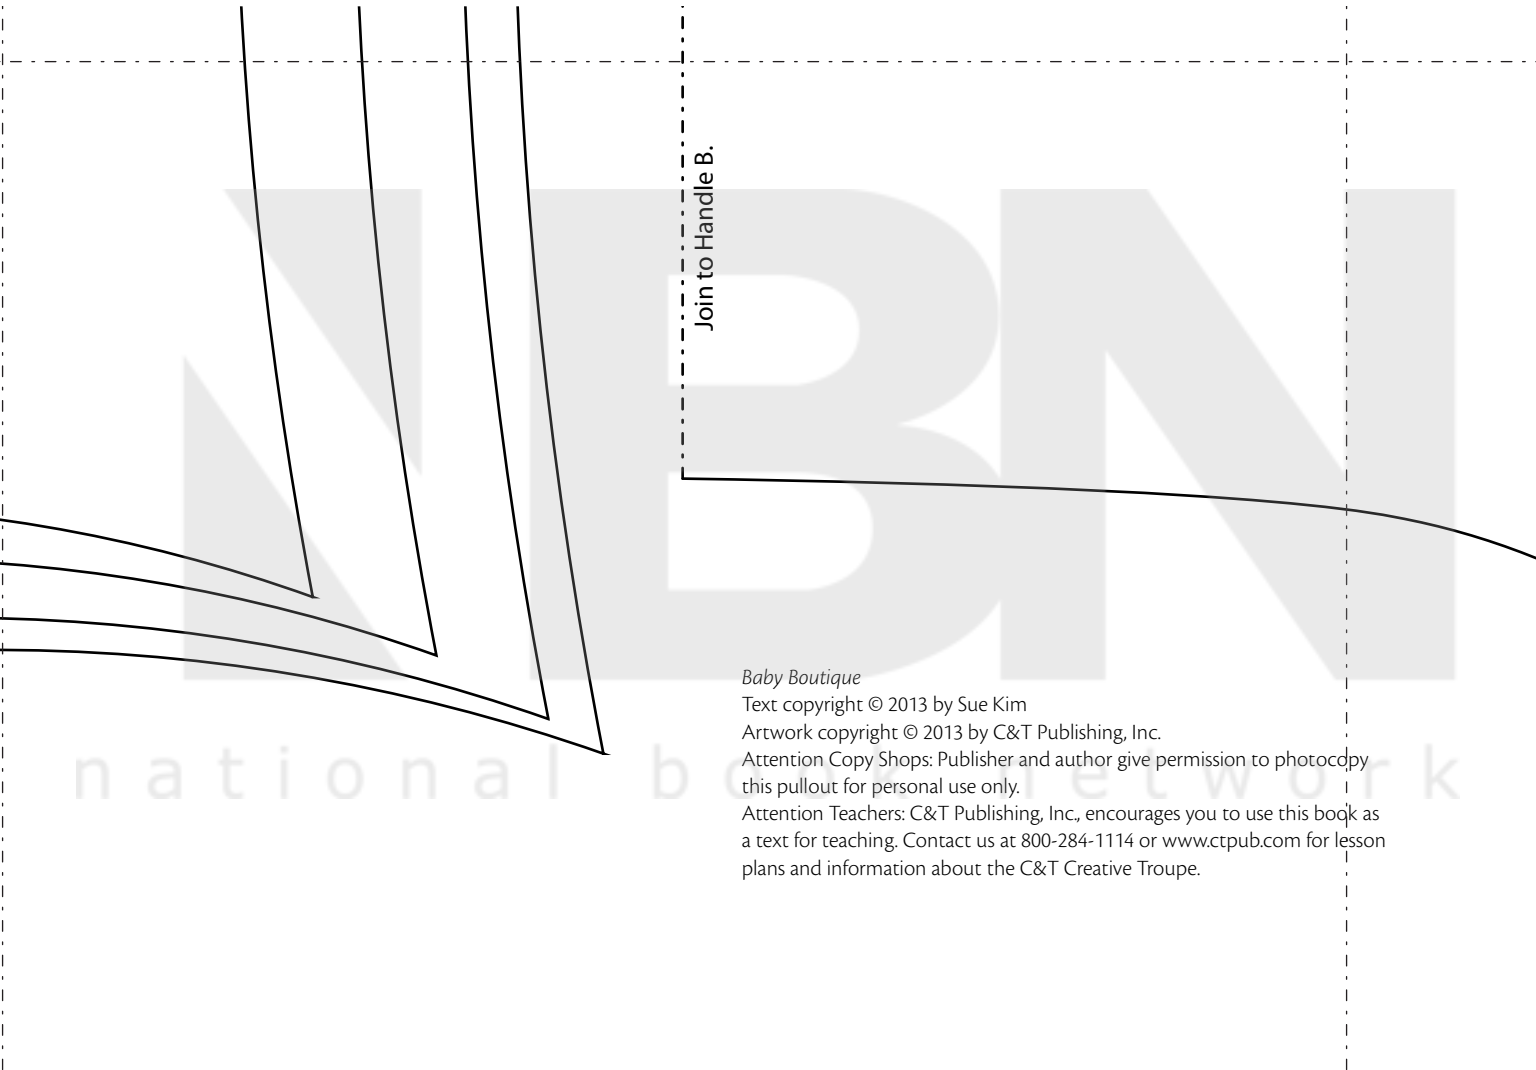 Join to Handle B.
NBN
Baby Boutique
Text copyright © 2013 by Sue Kim
Artwork copyright © 2013 by C&T Publishing, Inc.
Attention Copy Shops: Publisher and author give permission to photocopy
this pullout for personal use only.
Attention Teachers: C&T Publishing, Inc., encourages you to use this book as
a text for teaching. Contact us at 800-284-1114 or www.ctpub.com for lesson
plans and information about the C&T Creative Troupe.
national book network